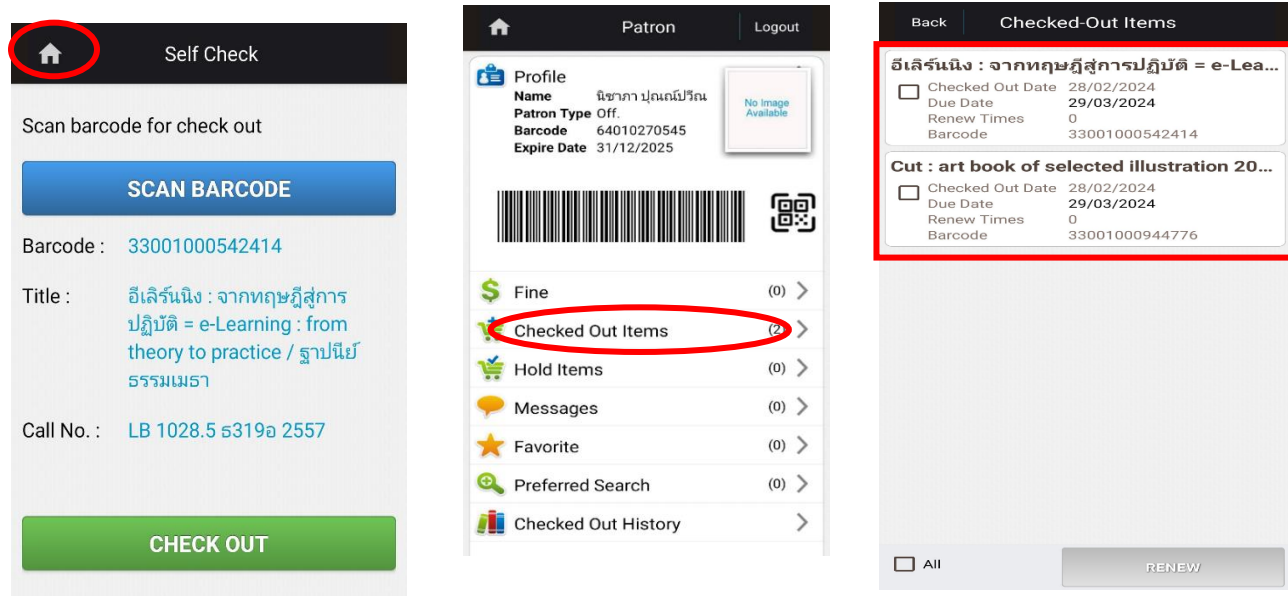 Self Check
Scan barcode for check out
SCAN BARCODE
Barcode : 33001000542414
Title : อีเลิร์นนิง : จากทฤษฎีสู่การ
ปฏิบัติ = e-Learning : from
theory to practice / ฐาปนีย์
ธรรมเมธา
Call No. : LB 1028.5 ธ319อ 2557
CHECK OUT
Patron
Logout
Profile
Name นิชาภา ปุณณ์ปวีณ
Patron Type Off.
Barcode 64010270545
Expire Date 31/12/2025
No Image
Available
Fine (0)
Checked Out Items (2)
Hold Items (0)
Messages (0)
Favorite (0)
Preferred Search (0)
Checked Out History
Back
Checked-Out Items
อีเลิร์นนิง : จากทฤษฎีสู่การปฏิบัติ = e-Lea...
Checked Out Date 28/02/2024
Due Date 29/03/2024
Renew Times 0
Barcode 33001000542414
Cut : art book of selected illustration 20...
Checked Out Date 28/02/2024
Due Date 29/03/2024
Renew Times 0
Barcode 33001000944776
All
RENEW